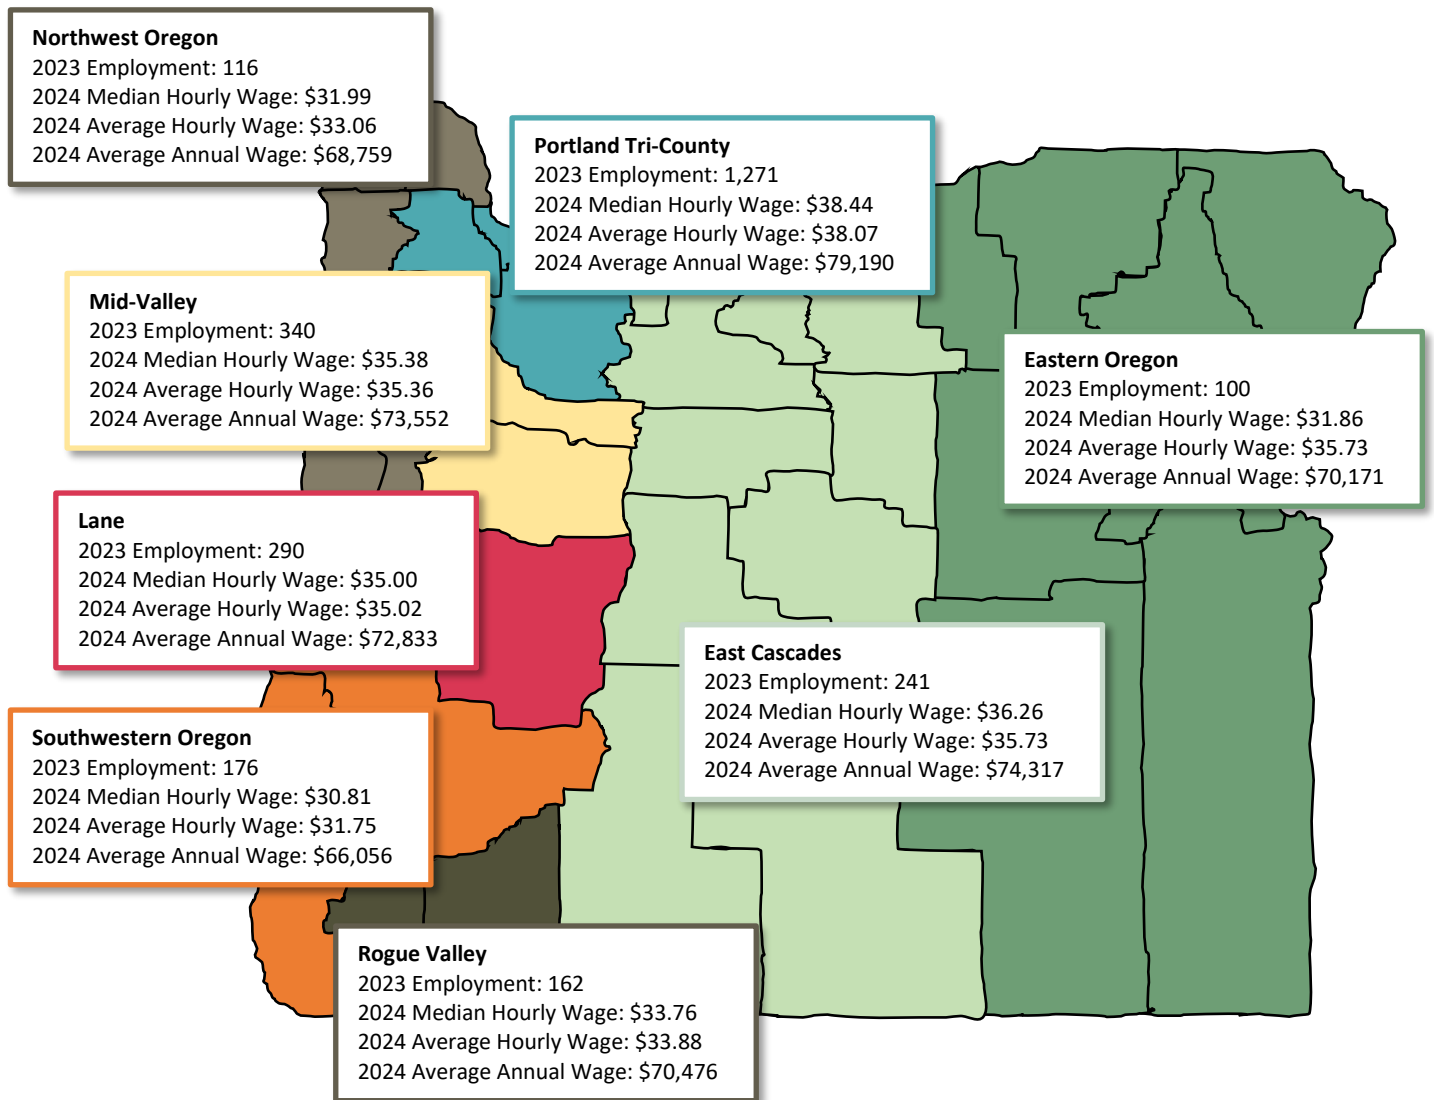 Northwest Oregon
2023 Employment: 116
2024 Median Hourly Wage: $31.99
2024 Average Hourly Wage: $33.06
2024 Average Annual Wage: $68,759
Portland Tri-County
2023 Employment: 1,271
2024 Median Hourly Wage: $38.44
2024 Average Hourly Wage: $38.07
2024 Average Annual Wage: $79,190
Mid-Valley
2023 Employment: 340
2024 Median Hourly Wage: $35.38
2024 Average Hourly Wage: $35.36
2024 Average Annual Wage: $73,552
Eastern Oregon
2023 Employment: 100
2024 Median Hourly Wage: $31.86
2024 Average Hourly Wage: $35.73
2024 Average Annual Wage: $70,171
Lane
2023 Employment: 290
2024 Median Hourly Wage: $35.00
2024 Average Hourly Wage: $35.02
2024 Average Annual Wage: $72,833
East Cascades
2023 Employment: 241
2024 Median Hourly Wage: $36.26
2024 Average Hourly Wage: $35.73
2024 Average Annual Wage: $74,317
Southwestern Oregon
2023 Employment: 176
2024 Median Hourly Wage: $30.81
2024 Average Hourly Wage: $31.75
2024 Average Annual Wage: $66,056
Rogue Valley
2023 Employment: 162
2024 Median Hourly Wage: $33.76
2024 Average Hourly Wage: $33.88
2024 Average Annual Wage: $70,476